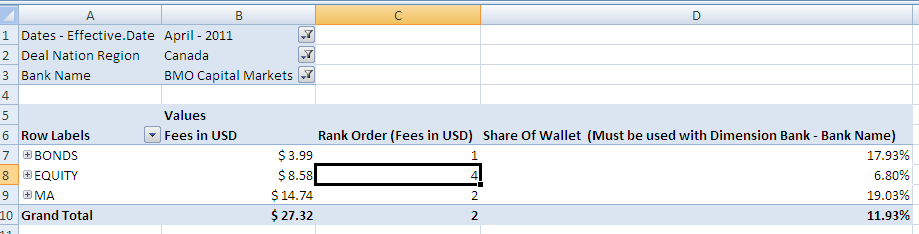 A B C D
1 Dates - Effective.Date April - 2011
2 Deal Nation Region Canada
3 Bank Name BMO Capital Markets
4
5 Values
6 Row Labels Fees in USD Rank Order (Fees in USD) Share Of Wallet (Must be used with Dimension Bank - Bank Name)
7 BONDS $ 3.99 1 17.93%
8 EQUITY $ 8.58 4 6.80%
9 MA $ 14.74 2 19.03%
10 Grand Total $ 27.32 2 11.93%